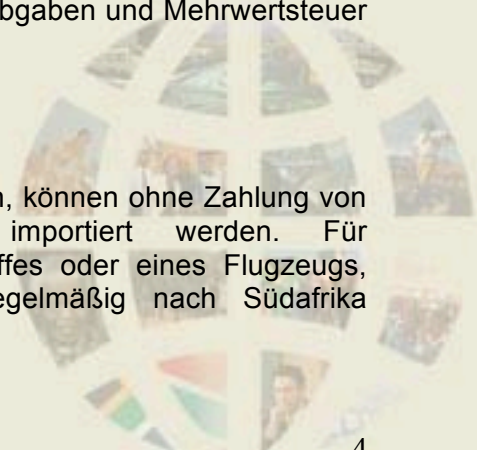 bgaben und Mehrwertsteuer
n, können ohne Zahlung von
importiert werden. Für
ffes oder eines Flugzeugs,
egelmäßig nach Südafrika
4